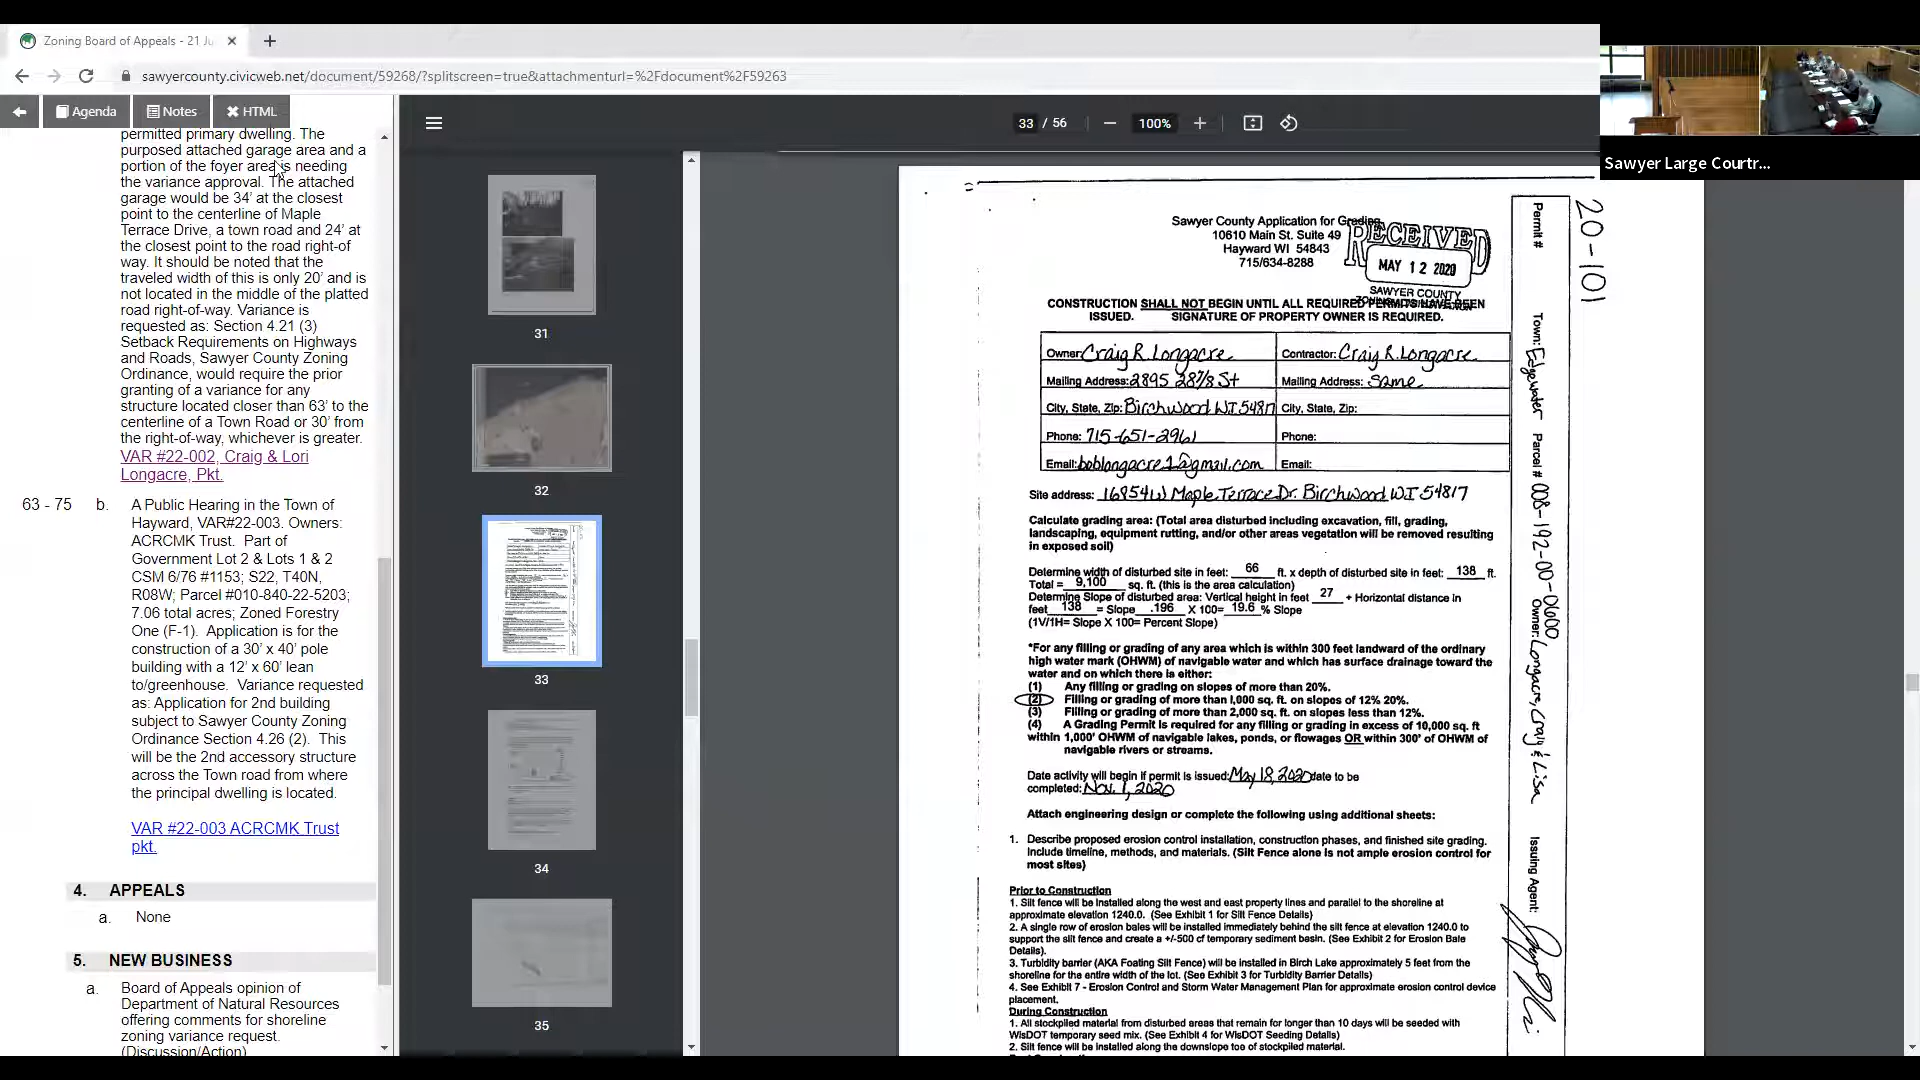 Zoning Board of Appeals - 21 Ju
sawyercounty.civicweb.net/document/59268/?splitscreen=true&attachmenturl=%2Fdocument%2F59263
Agenda
Notes
HTML
permitted primary dwelling. The
purposed attached garage area and a
portion of the foyer area is needing
the variance approval. The attached
garage would be 34' at the closest
point to the centerline of Maple
Terrace Drive, a town road and 24' at
the closest point to the road right-of
way. It should be noted that the
traveled width of this is only 20' and is
not located in the middle of the platted
road right-of-way. Variance is
requested as: Section 4.21 (3)
Setback Requirements on Highways
and Roads, Sawyer County Zoning
Ordinance, would require the prior
granting of a variance for any
structure located closer than 63' to the
centerline of a Town Road or 30' from
the right-of-way, whichever is greater.
VAR #22-002, Craig & Lori
Longacre, Pkt.
63 - 75 b. A Public Hearing in the Town of
Hayward, VAR#22-003. Owners:
ACRCMK Trust. Part of
Government Lot 2 & Lots 1 & 2
CSM 6/76 #1153; S22, T40N,
R08W; Parcel #010-840-22-5203;
7.06 total acres; Zoned Forestry
One (F-1). Application is for the
construction of a 30' x 40' pole
building with a 12' x 60' lean
to/greenhouse. Variance requested
as: Application for 2nd building
subject to Sawyer County Zoning
Ordinance Section 4.26 (2). This
will be the 2nd accessory structure
across the Town road from where
the principal dwelling is located.
VAR #22-003 ACRCMK Trust
pkt.
4. APPEALS
a. None
5. NEW BUSINESS
a. Board of Appeals opinion of
Department of Natural Resources
offering comments for shoreline
zoning variance request.
(Discussion/Action)
33 / 56
100%
31
32
33
34
35
Sawyer County Application for Grading
10610 Main St. Suite 49
Hayward WI 54843
715/634-8288
RECEIVED
MAY 12 2020
SAWYER COUNTY
CONSTRUCTION SHALL NOT BEGIN UNTIL ALL REQUIRED PERMITS HAVE BEEN
ISSUED. SIGNATURE OF PROPERTY OWNER IS REQUIRED.
Owner: Craig R. Longacre Contractor: Craig R. Longacre
Mailing Address: 2895 28 7/8 St Mailing Address: Same
City, State, Zip: Birchwood WI 54817 City, State, Zip:
Phone: 715-651-2961 Phone:
Email: boblongacre1@gmail.com Email:
Site address: 16954W Maple Terrace Dr. Birchwood WI 54817
Calculate grading area: (Total area disturbed including excavation, fill, grading,
landscaping, equipment rutting, and/or other areas vegetation will be removed resulting
in exposed soil)
Determine width of disturbed site in feet: 66 ft. x depth of disturbed site in feet: 138 ft.
Total = 9,100 sq. ft. (this is the area calculation)
Determine Slope of disturbed area: Vertical height in feet 27 ÷ Horizontal distance in
feet 138 = Slope .196 X 100= 19.6 % Slope
(1V/1H= Slope X 100= Percent Slope)
*For any filling or grading of any area which is within 300 feet landward of the ordinary
high water mark (OHWM) of navigable water and which has surface drainage toward the
water and on which there is either:
(1) Any filling or grading on slopes of more than 20%.
(2) Filling or grading of more than 1,000 sq. ft. on slopes of 12% 20%.
(3) Filling or grading of more than 2,000 sq. ft. on slopes less than 12%.
(4) A Grading Permit is required for any filling or grading in excess of 10,000 sq. ft
within 1,000' OHWM of navigable lakes, ponds, or flowages OR within 300' of OHWM of
navigable rivers or streams.
Date activity will begin if permit is issued: May 18, 2020 date to be
completed: Nov. 1, 2020
Attach engineering design or complete the following using additional sheets:
1. Describe proposed erosion control installation, construction phases, and finished site grading.
Include timeline, methods, and materials. (Silt Fence alone is not ample erosion control for
most sites)
Prior to Construction
1. Silt fence will be installed along the west and east property lines and parallel to the shoreline at
approximate elevation 1240.0. (See Exhibit 1 for Silt Fence Details)
2. A single row of erosion bales will be installed immediately behind the silt fence at elevation 1240.0 to
support the silt fence and create a +/-500 cf temporary sediment basin. (See Exhibit 2 for Erosion Bale
Details).
3. Turbidity barrier (AKA Foating Silt Fence) will be installed in Birch Lake approximately 5 feet from the
shoreline for the entire width of the lot. (See Exhibit 3 for Turbidity Barrier Details)
4. See Exhibit 7 - Erosion Control and Storm Water Management Plan for approximate erosion control device
placement.
During Construction
1. All stockpiled material from disturbed areas that remain for longer than 10 days will be seeded with
WisDOT temporary seed mix. (See Exhibit 4 for WisDOT Seeding Details)
2. Silt fence will be installed along the downslope toe of stockpiled material.
Permit # Town: Edgewater Parcel # 008-192-00-0600 Owner: Longacre, Craig & Lisa Issuing Agent:
20-101
Sawyer Large Courtr...